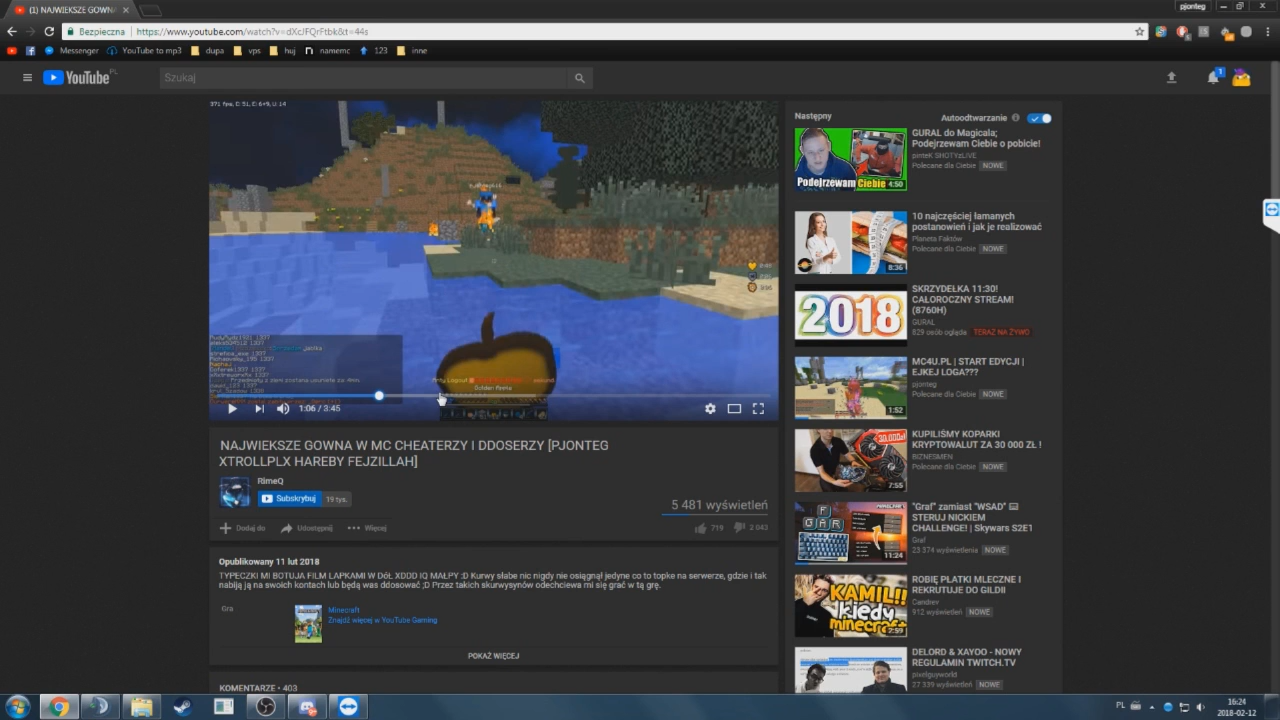 (1) NAJWIEKSZE GOWNA
pjonteg
Bezpieczna
https://www.youtube.com/watch?v=dXcJFQrFtbk&t=44s
Messenger
YouTube to mp3
dupa
vps
huj
namemc
123
inne
YouTube PL
Szukaj
1
Następny
Autoodtwarzanie
GURAL do Magicala;
Podejrzewam Ciebie o pobicie!
pinteK SHOTYzLIVE
Polecane dla Ciebie NOWE
Podejrzewam Ciebie 4:50
10 najczęściej łamanych
postanowień i jak je realizować
Planeta Faktów
Polecane dla Ciebie NOWE
8:36
SKRZYDEŁKA 11:30!
CAŁOROCZNY STREAM!
(8760H)
GURAL
829 osób ogląda TERAZ NA ŻYWO
2018
MC4U.PL | START EDYCJI |
EJKEJ LOGA???
pjonteg
Polecane dla Ciebie NOWE
1:52
KUPILIŚMY KOPARKI
KRYPTOWALUT ZA 30 000 ZŁ !
BIZNESMEN
Polecane dla Ciebie NOWE
7:55
"Graf" zamiast "WSAD"
STERUJ NICKIEM
CHALLENGE! | Skywars S2E1
Graf
23 374 wyświetlenia NOWE
11:24
ROBIĘ PŁATKI MLECZNE I
REKRUTUJE DO GILDII
Candrev
912 wyświetleń NOWE
KAMIL!!
kiedy
minecraft
2:59
DELORD & XAYOO - NOWY
REGULAMIN TWITCH.TV
pixelguyworld
27 339 wyświetleń NOWE
Golden Arena
1:06 / 3:45
NAJWIEKSZE GOWNA W MC CHEATERZY I DDOSERZY [PJONTEG
XTROLLPLX HAREBY FEJZILLAH]
RimeQ
Subskrybuj 19 tys.
5 481 wyświetleń
Dodaj do
Udostępnij
Więcej
719
2 043
Opublikowany 11 lut 2018
TYPECZKI MI BOTUJA FILM LAPKAMI W DÓŁ XDDD IQ MAŁPY :D Kurwy słabe nic nigdy nie osiągnął jedyne co to topke na serwerze, gdzie i tak
nabiją ją na swoich kontach lub będą was ddosować ;D Przez takich skurwysynów odechciewa mi się grać w tą grę.
Gra
Minecraft
Znajdź więcej w YouTube Gaming
POKAŻ WIĘCEJ
KOMENTARZE • 403
PL
16:24
2018-02-12